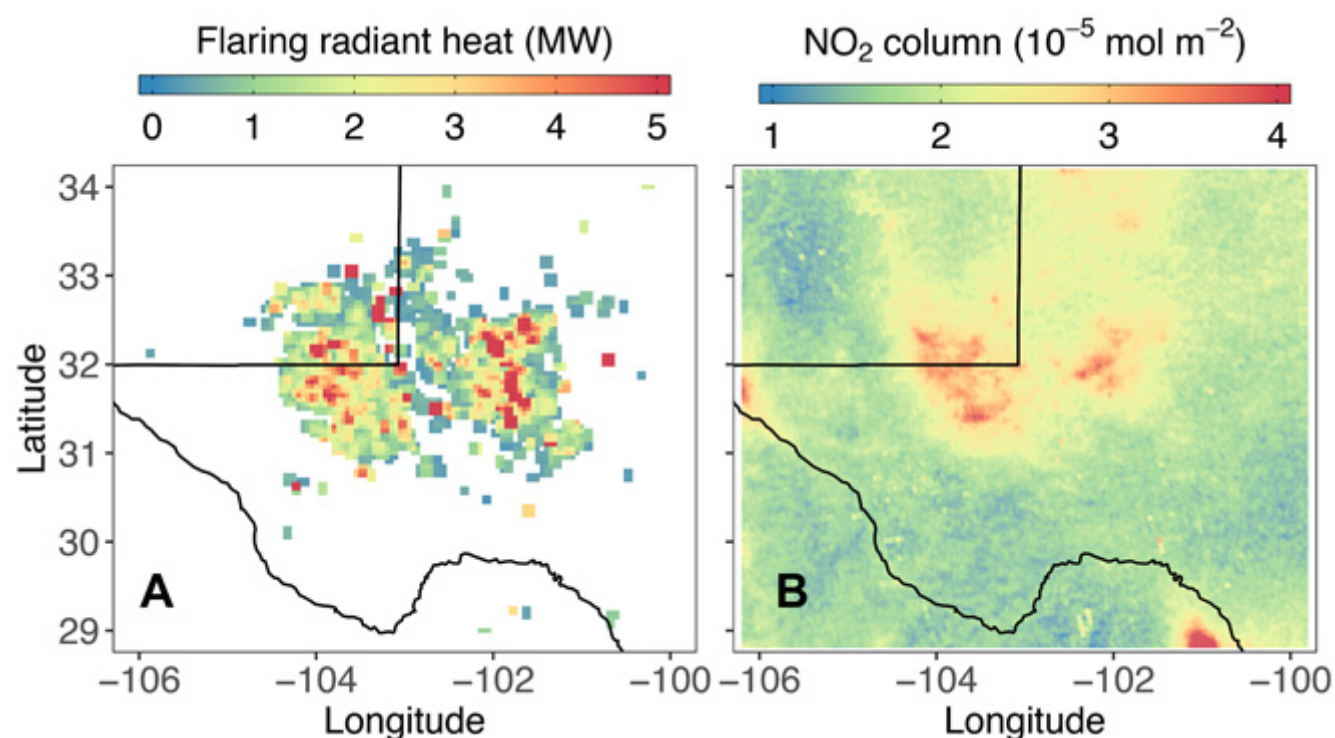 Flaring radiant heat (MW)
0 1 2 3 4 5
NO₂ column (10⁻⁵ mol m⁻²)
1 2 3 4
Latitude
34
33
32
31
30
29
A
B
−106 −104 −102 −100
−106 −104 −102 −100
Longitude
Longitude